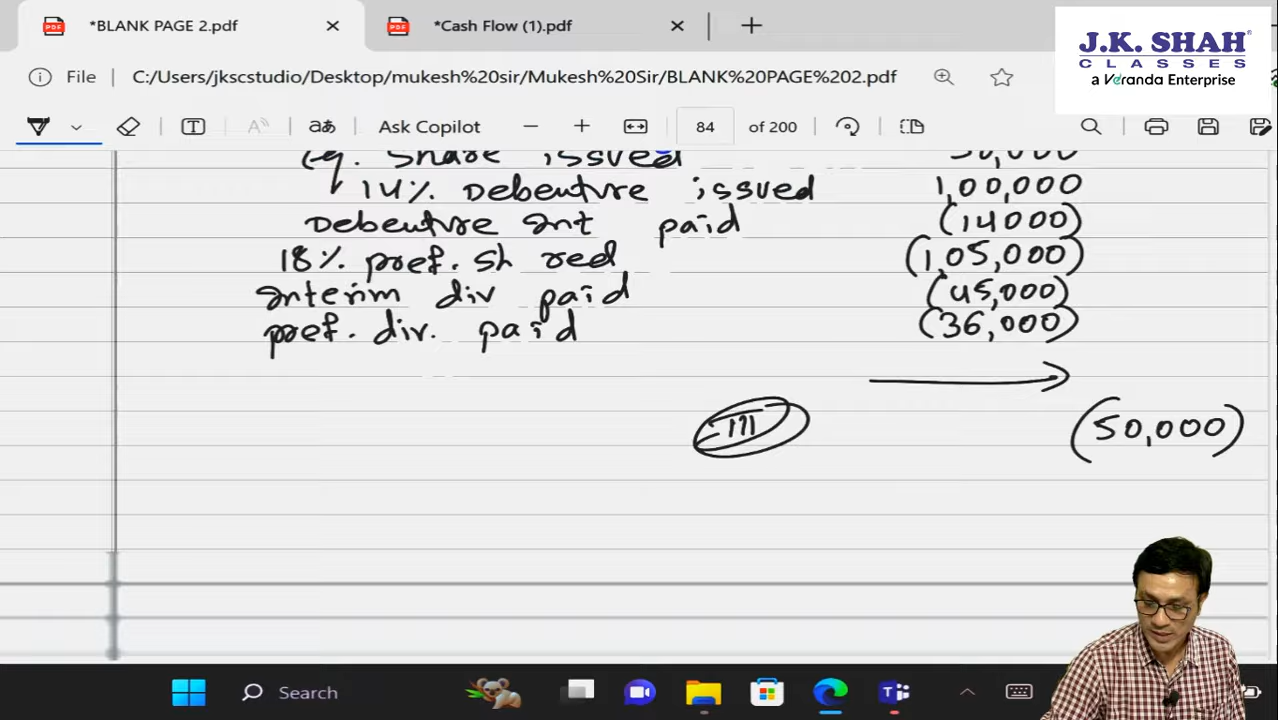 *BLANK PAGE 2.pdf
*Cash Flow (1).pdf
J.K. SHAH®
CLASSES
a Veranda Enterprise
File C:/Users/jkscstudio/Desktop/mukesh%20sir/Mukesh%20Sir/BLANK%20PAGE%202.pdf
aあ Ask Copilot 84 of 200
Eq. Share issued 50,000
14% Debenture issued 1,00,000
Debenture Int paid (14000)
18% pref. sh red (1,05,000)
Interim div paid (45,000)
pref. div. paid (36,000)
III (50,000)
Search